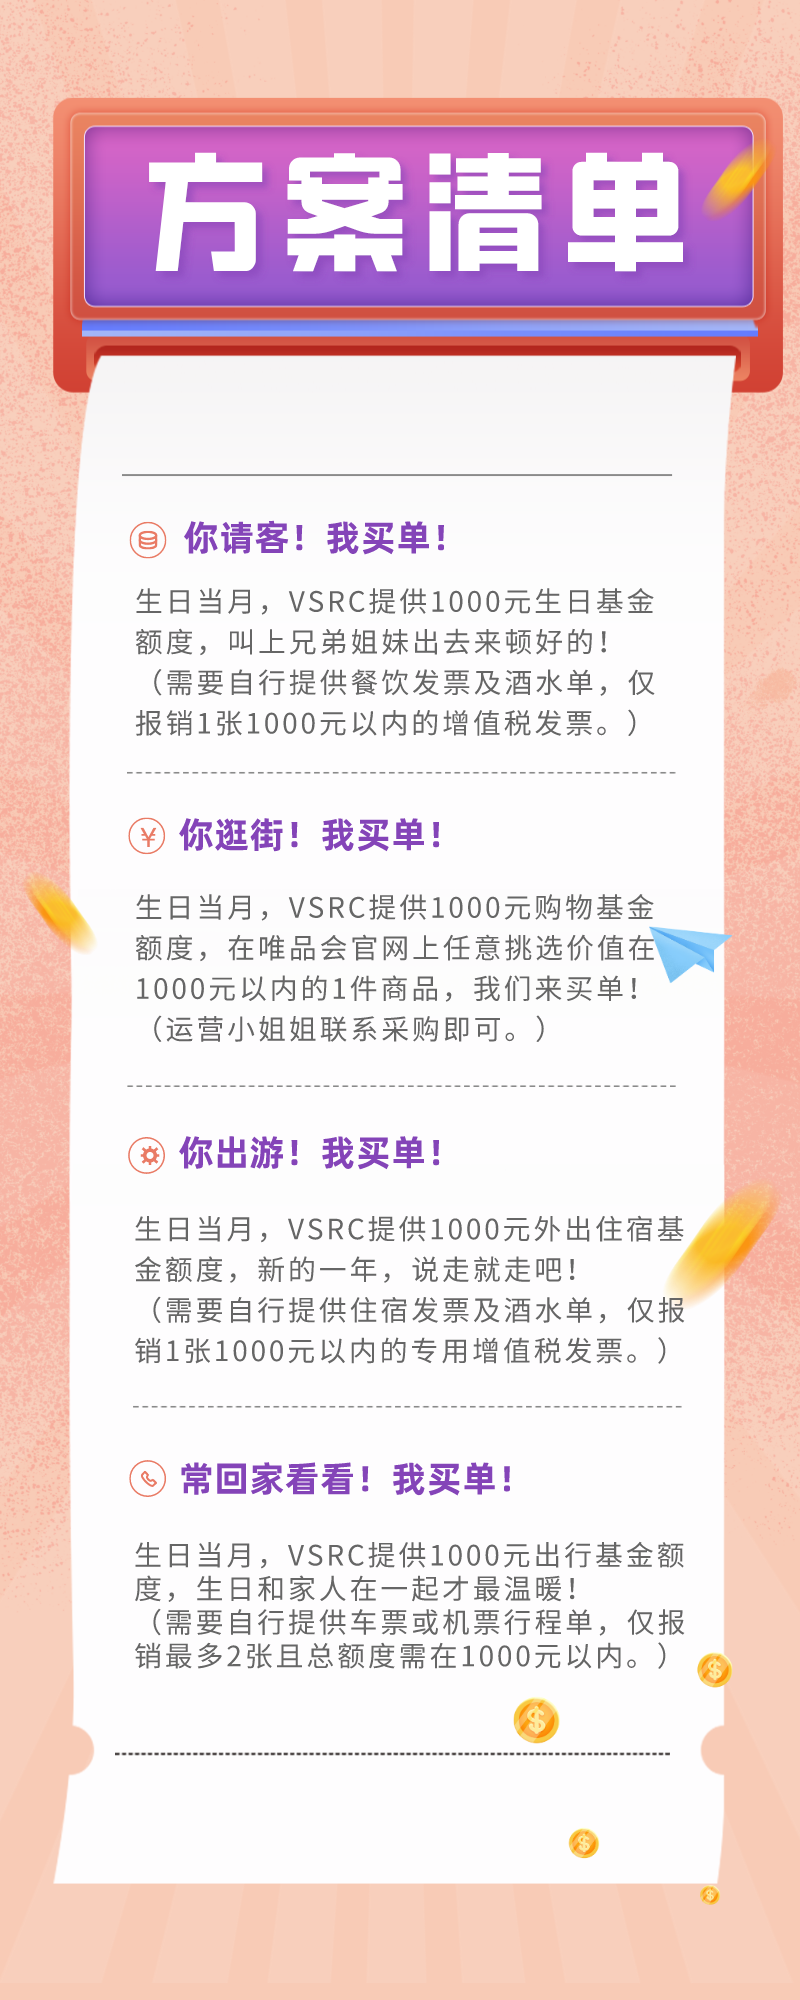 方案清单
你请客！我买单！
生日当月，VSRC提供1000元生日基金
额度，叫上兄弟姐妹出去来顿好的！
（需要自行提供餐饮发票及酒水单，仅
报销1张1000元以内的增值税发票。）
¥ 你逛街！我买单！
生日当月，VSRC提供1000元购物基金
额度，在唯品会官网上任意挑选价值在
1000元以内的1件商品，我们来买单！
（运营小姐姐联系采购即可。）
你出游！我买单！
生日当月，VSRC提供1000元外出住宿基
金额度，新的一年，说走就走吧！
（需要自行提供住宿发票及酒水单，仅报
销1张1000元以内的专用增值税发票。）
常回家看看！我买单！
生日当月，VSRC提供1000元出行基金额
度，生日和家人在一起才最温暖！
（需要自行提供车票或机票行程单，仅报
销最多2张且总额度需在1000元以内。）
$
$
$
$